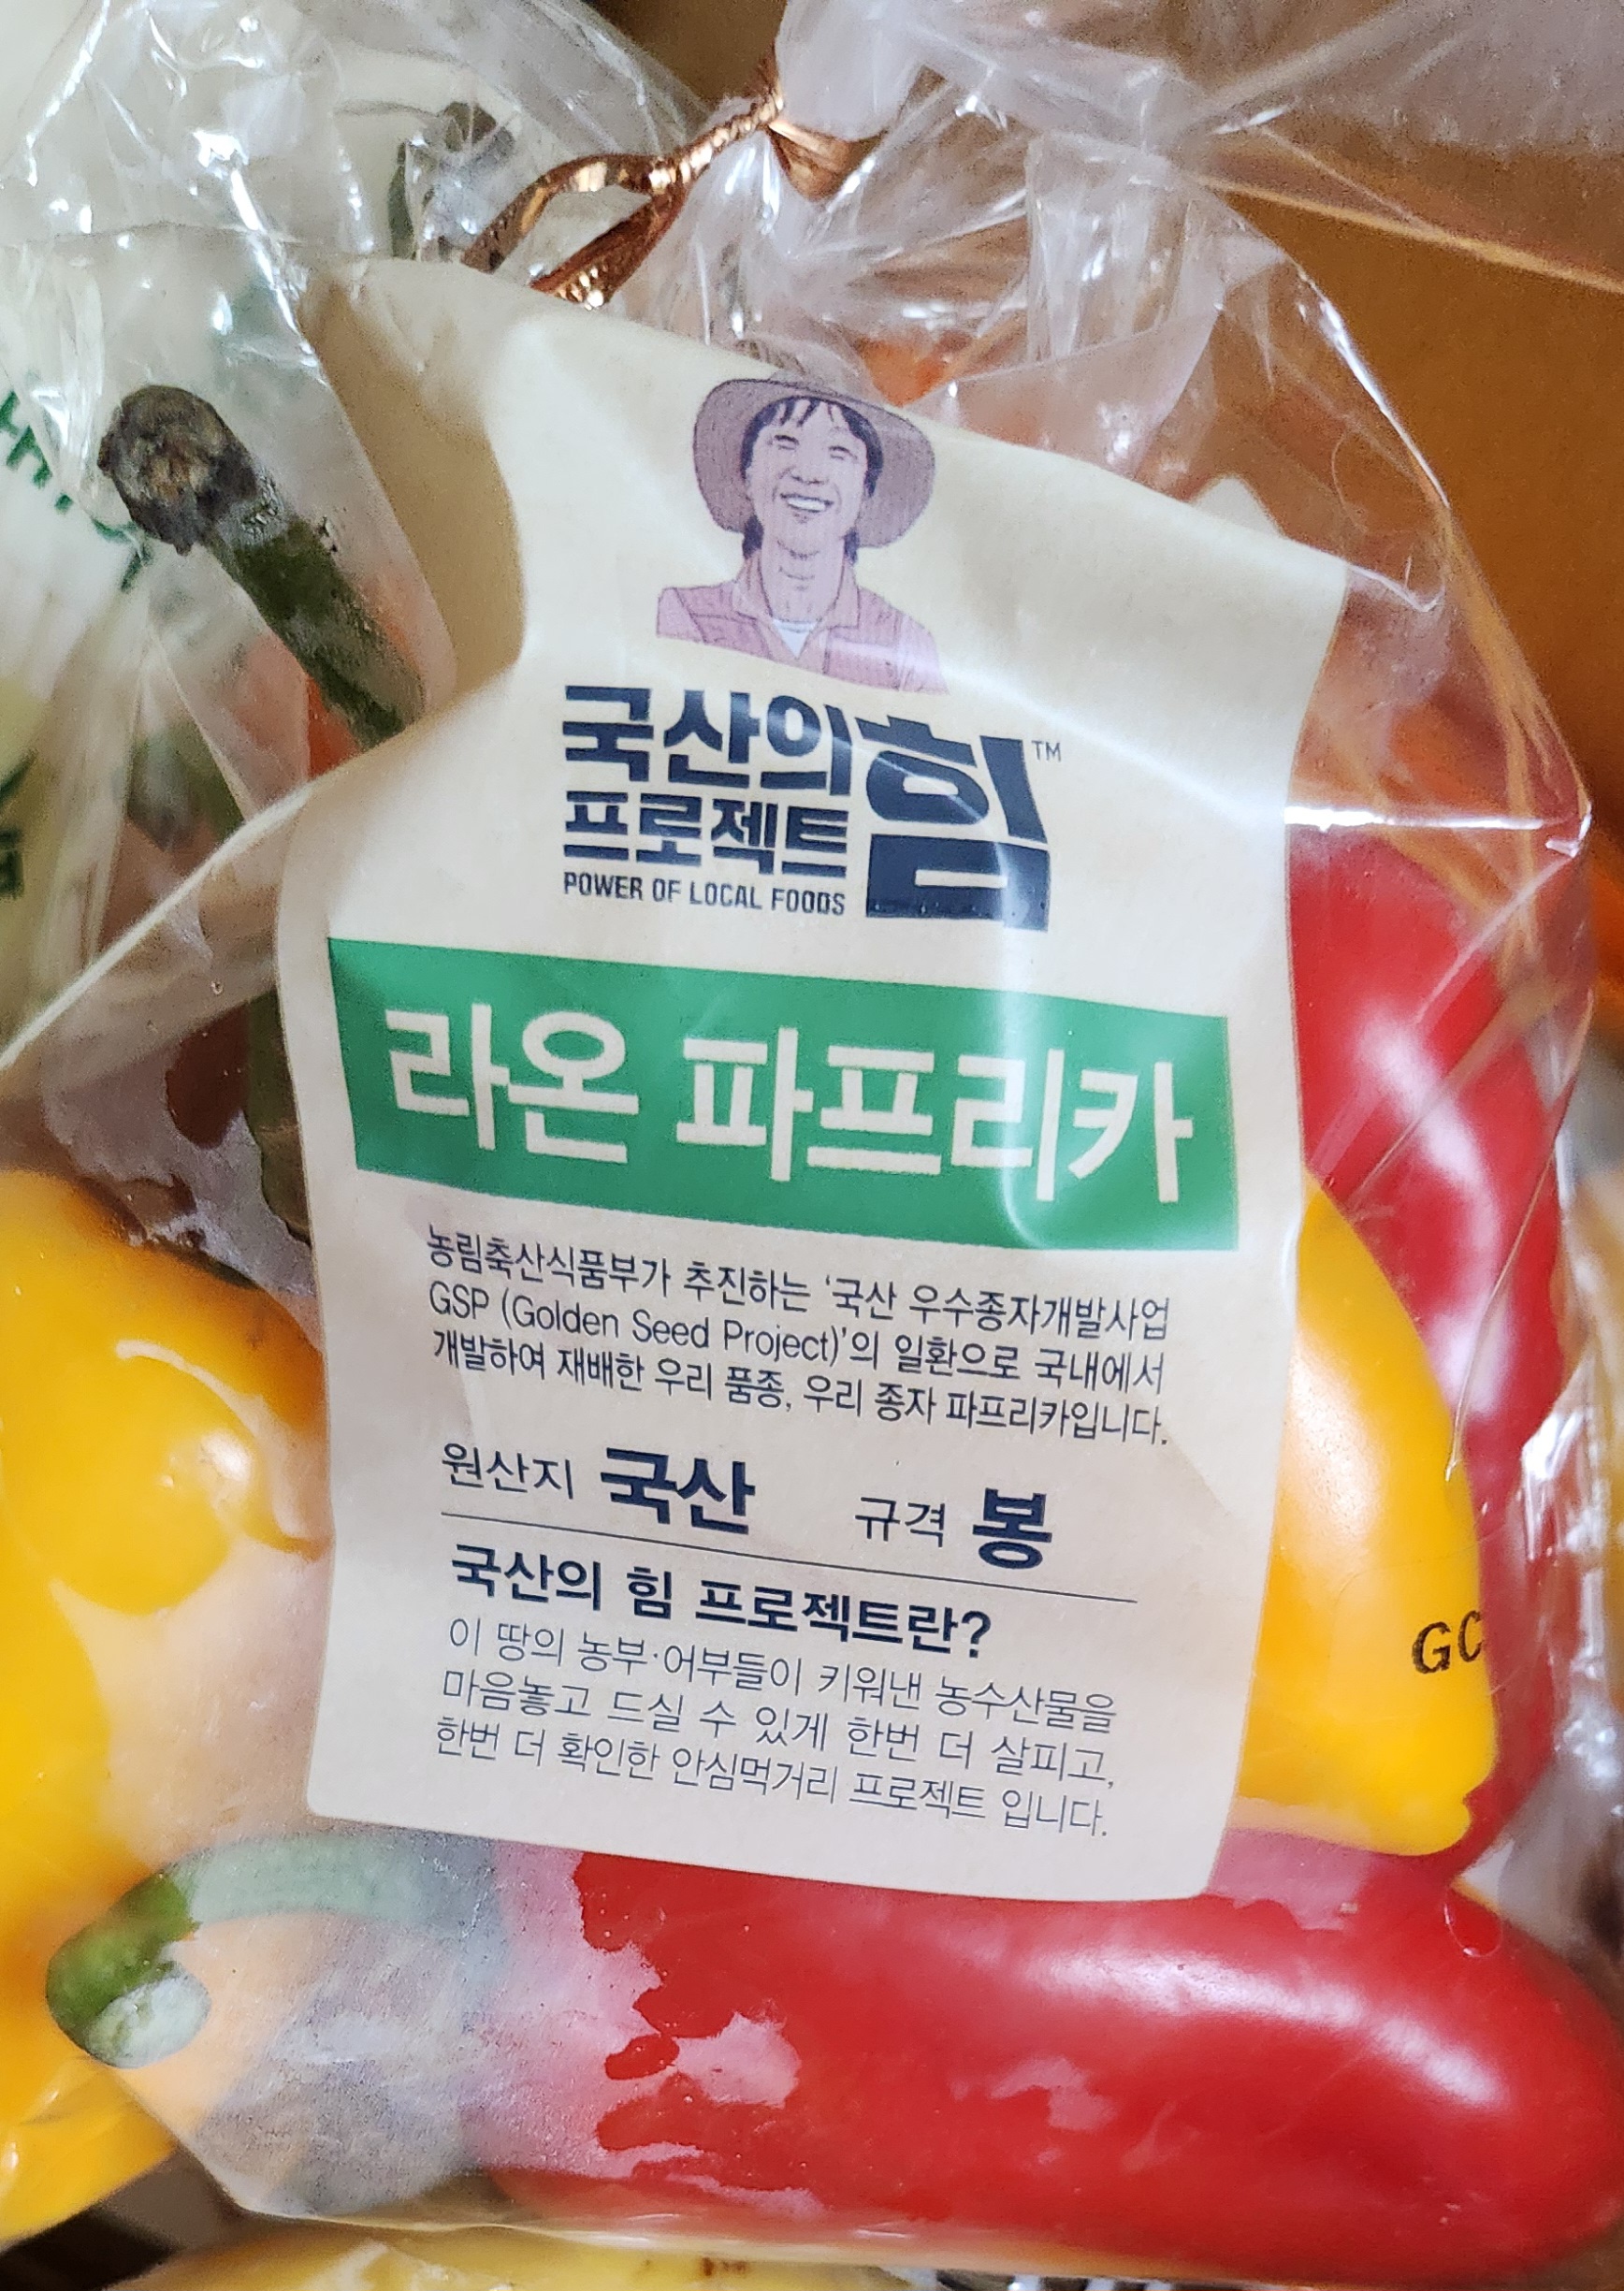 국산의
프로젝트
힘™
POWER OF LOCAL FOODS
라온 파프리카
농림축산식품부가 추진하는 '국산 우수종자개발사업
GSP (Golden Seed Project)'의 일환으로 국내에서
개발하여 재배한 우리 품종, 우리 종자 파프리카입니다.
원산지 국산 규격 봉
국산의 힘 프로젝트란?
이 땅의 농부·어부들이 키워낸 농수산물을
마음놓고 드실 수 있게 한번 더 살피고,
한번 더 확인한 안심먹거리 프로젝트 입니다.
GC